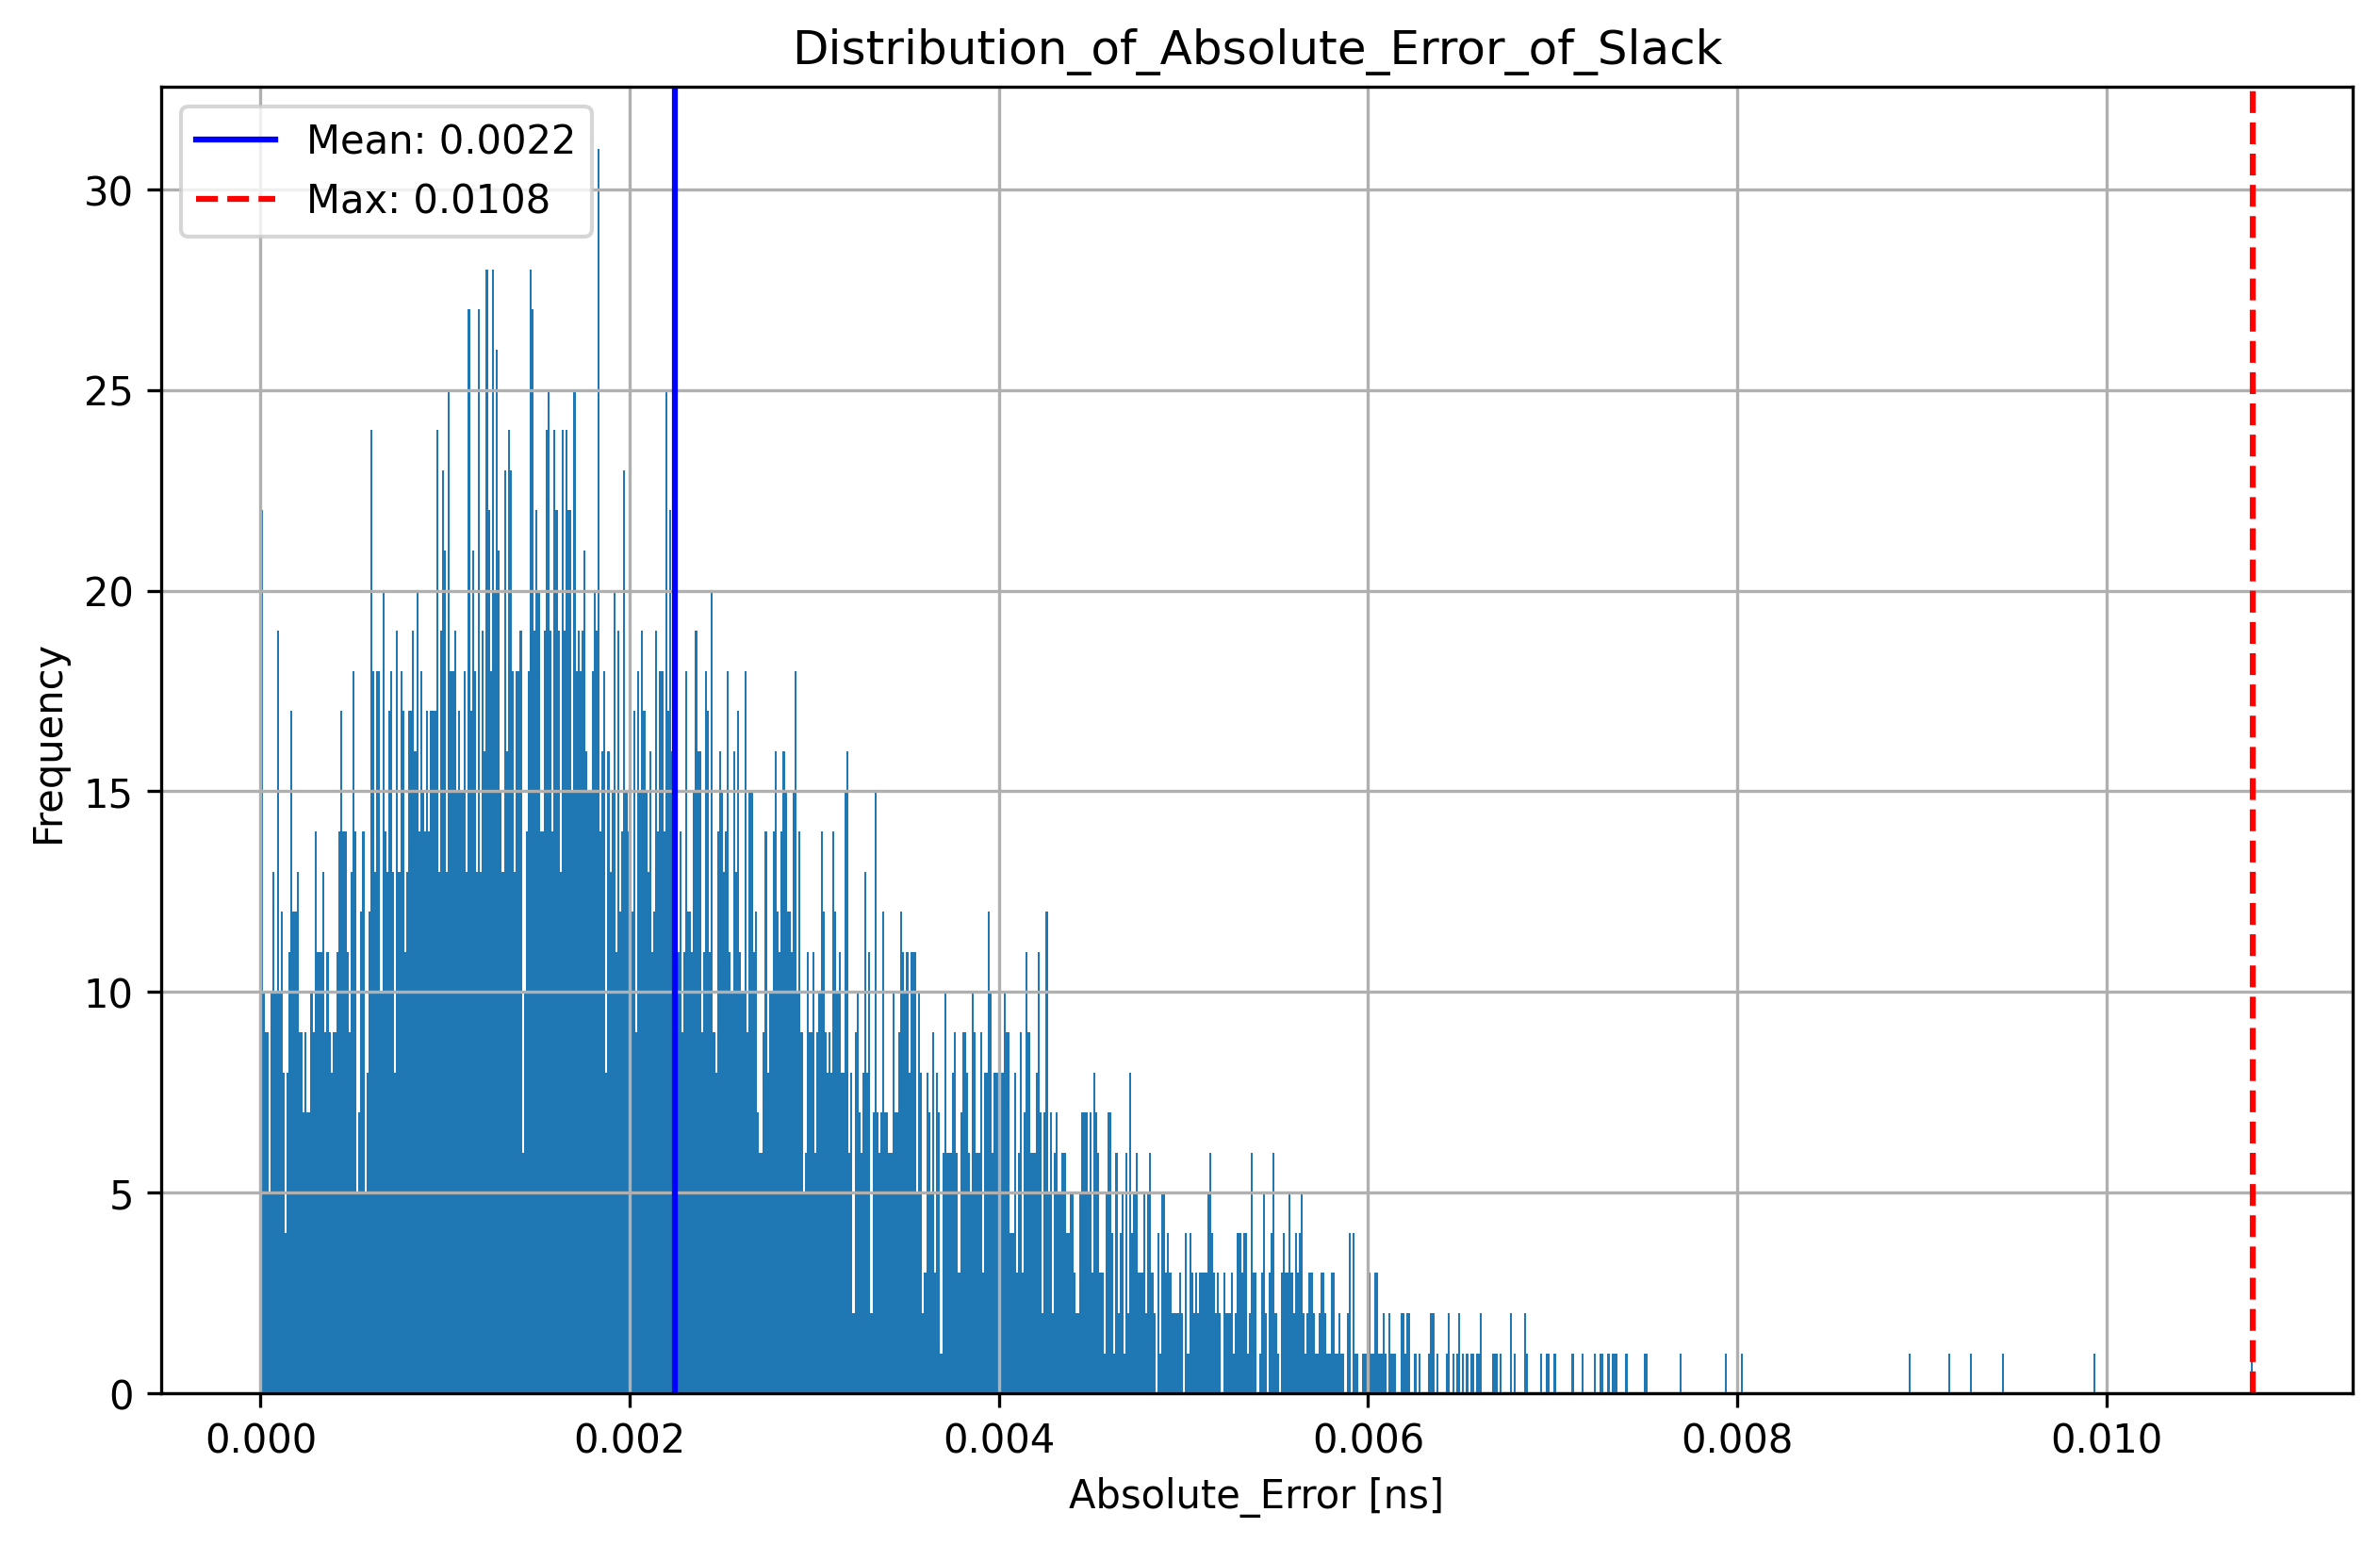 Distribution_of_Absolute_Error_of_Slack
Mean: 0.0022
Max: 0.0108
30
25
20
15
10
5
0
Frequency
0.000
0.002
0.004
0.006
0.008
0.010
Absolute_Error [ns]